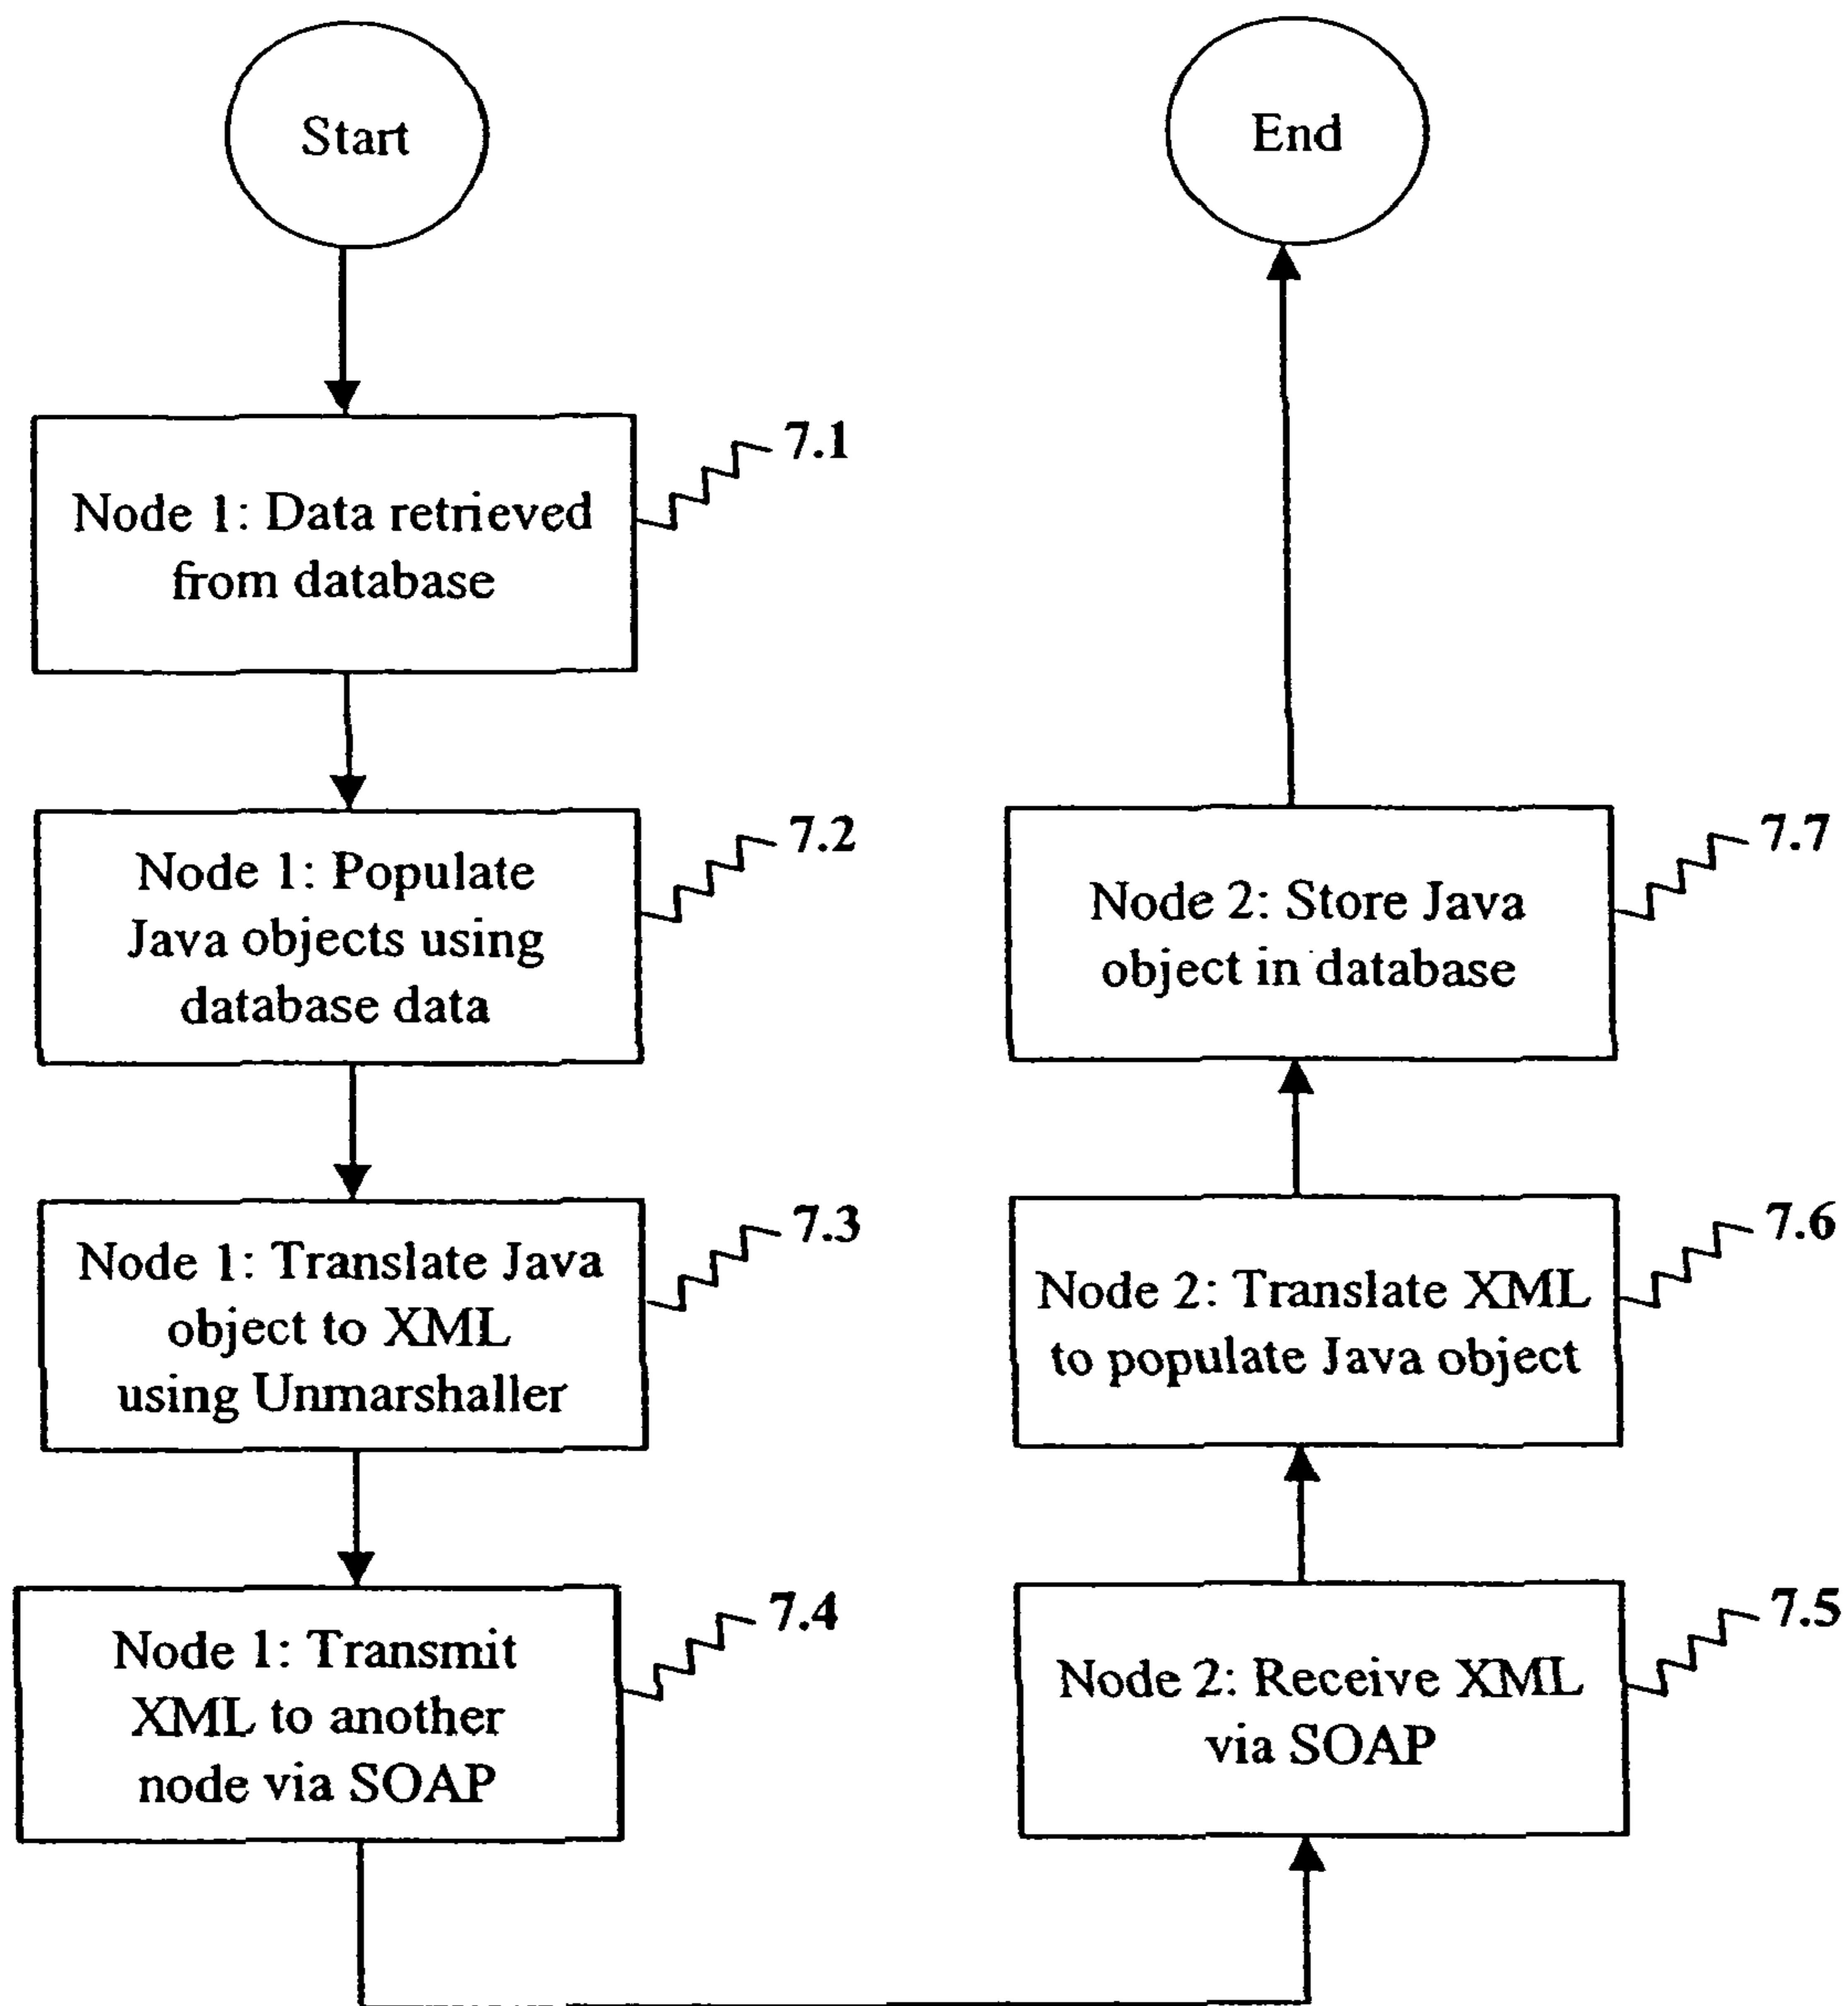 Start
Node 1: Data retrieved
from database
7.1
Node 1: Populate
Java objects using
database data
7.2
Node 1: Translate Java
object to XML
using Unmarshaller
7.3
Node 1: Transmit
XML to another
node via SOAP
7.4
Node 2: Receive XML
via SOAP
7.5
Node 2: Translate XML
to populate Java object
7.6
Node 2: Store Java
object in database
7.7
End